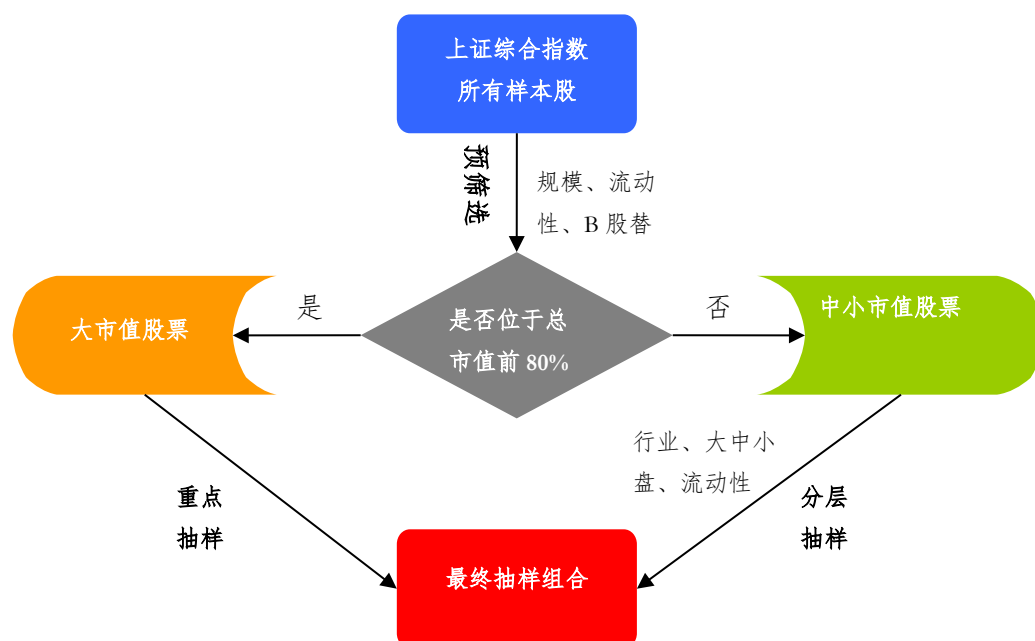 上证综合指数
所有样本股
预筛选
规模、流动
性、B 股替
是
是否位于总
市值前 80%
否
大市值股票
中小市值股票
行业、大中小
盘、流动性
重点
抽样
分层
抽样
最终抽样组合